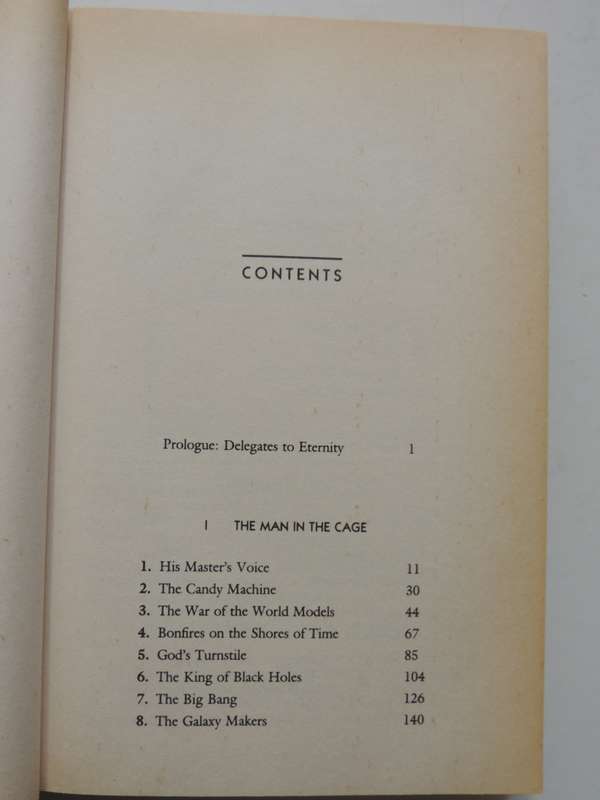 CONTENTS
Prologue: Delegates to Eternity 1
I THE MAN IN THE CAGE
1. His Master's Voice 11
2. The Candy Machine 30
3. The War of the World Models 44
4. Bonfires on the Shores of Time 67
5. God's Turnstile 85
6. The King of Black Holes 104
7. The Big Bang 126
8. The Galaxy Makers 140